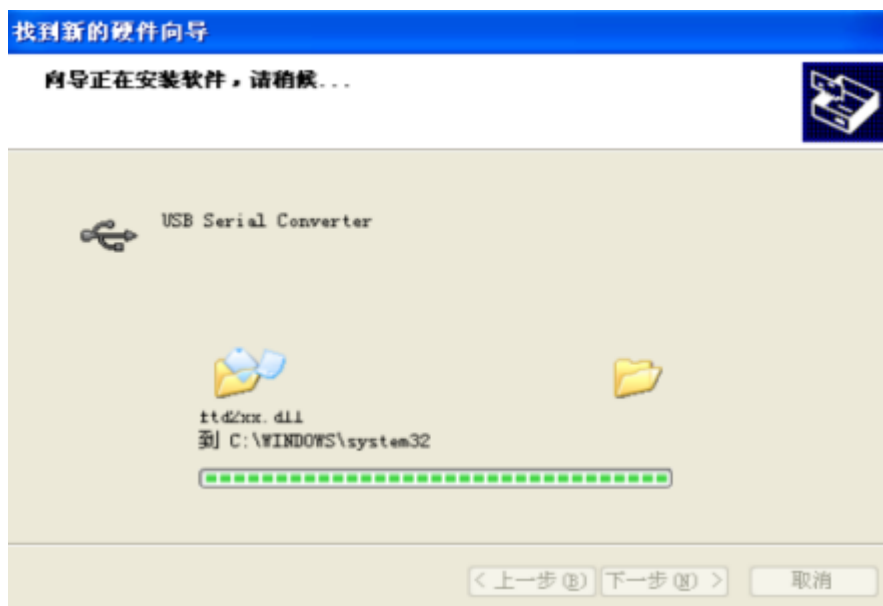 找到新的硬件向导
向导正在安装软件，请稍候...
USB Serial Converter
ftd2xx.dll
到 C:\WINDOWS\system32
< 上一步(B)
下一步(N) >
取消